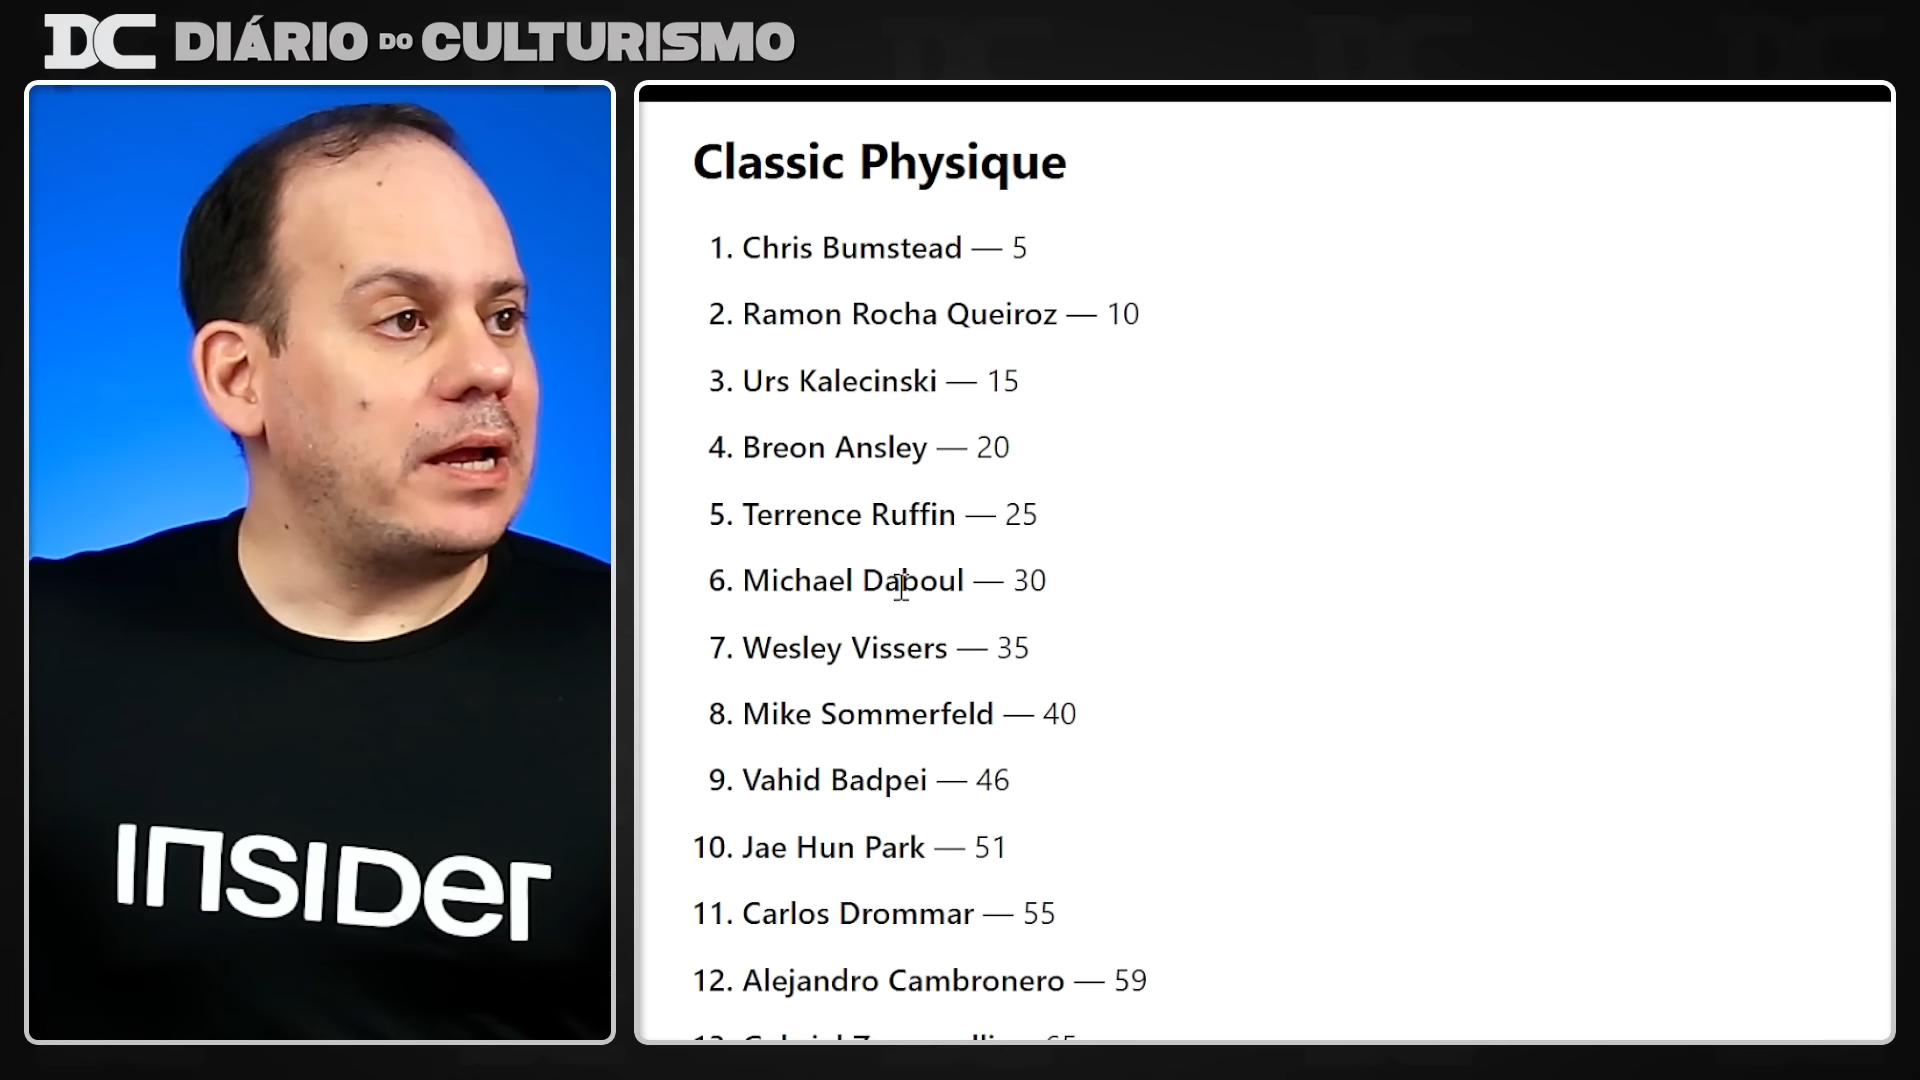 DC DIÁRIO DO CULTURISMO
INSIDER
Classic Physique
1. Chris Bumstead — 5
2. Ramon Rocha Queiroz — 10
3. Urs Kalecinski — 15
4. Breon Ansley — 20
5. Terrence Ruffin — 25
6. Michael Daboul — 30
7. Wesley Vissers — 35
8. Mike Sommerfeld — 40
9. Vahid Badpei — 46
10. Jae Hun Park — 51
11. Carlos Drommar — 55
12. Alejandro Cambronero — 59